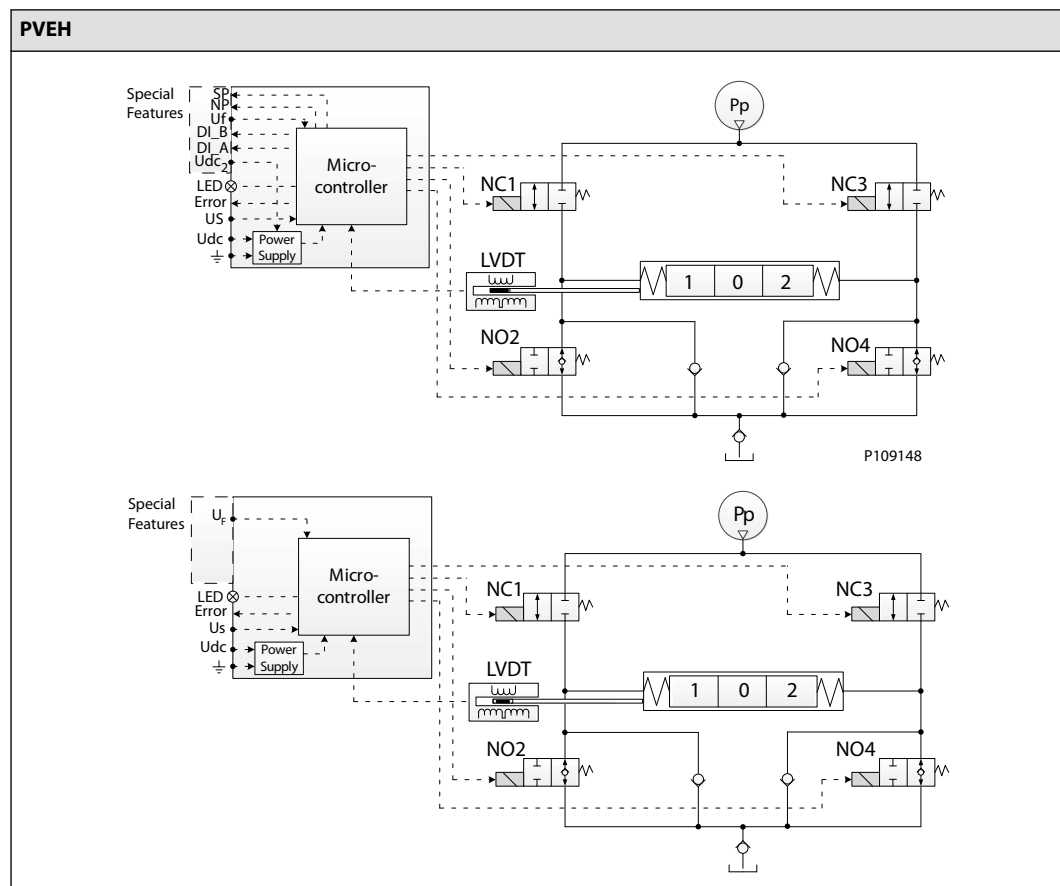 PVEH
Special
Features
SP
NP
Uf
DI_B
DI_A
Udc
2
LED
Error
US
Udc
Micro-
controller
Power
Supply
Pp
NC1
NC3
LVDT
1 0 2
NO2
NO4
P109148
Special
Features
UF
LED
Error
Us
Udc
Micro-
controller
Power
Supply
Pp
NC1
NC3
LVDT
1 0 2
NO2
NO4